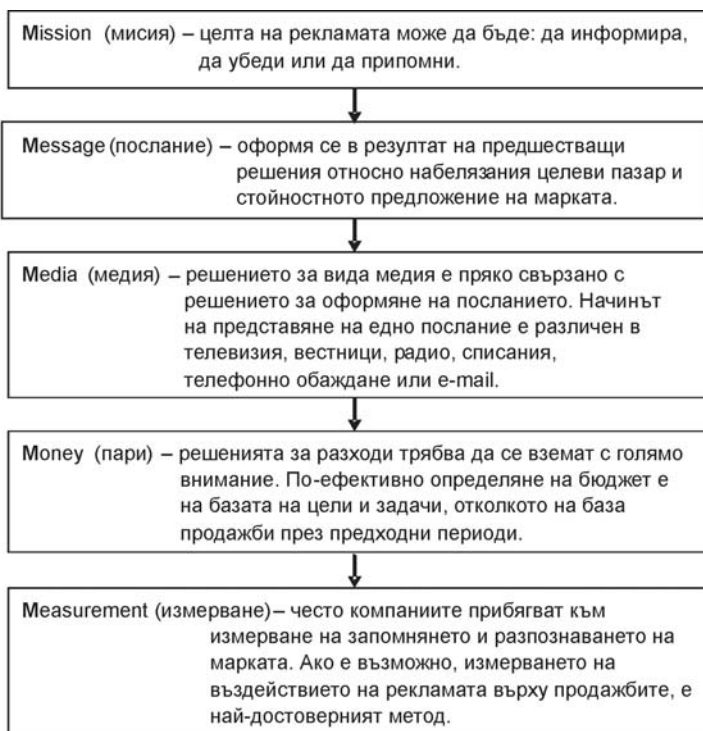 Mission (мисия) – целта на рекламата може да бъде: да информира,
да убеди или да припомни.
Message (послание) – оформя се в резултат на предшестващи
решения относно набелязания целеви пазар и
стойностното предложение на марката.
Media (медия) – решението за вида медия е пряко свързано с
решението за оформяне на посланието. Начинът
на представяне на едно послание е различен в
телевизия, вестници, радио, списания,
телефонно обаждане или e-mail.
Money (пари) – решенията за разходи трябва да се вземат с голямо
внимание. По-ефективно определяне на бюджет е
на базата на цели и задачи, отколкото на база
продажби през предходни периоди.
Measurement (измерване) – често компаниите прибягват към
измерване на запомнянето и разпознаването на
марката. Ако е възможно, измерването на
въздействието на рекламата върху продажбите, е
най-достоверният метод.